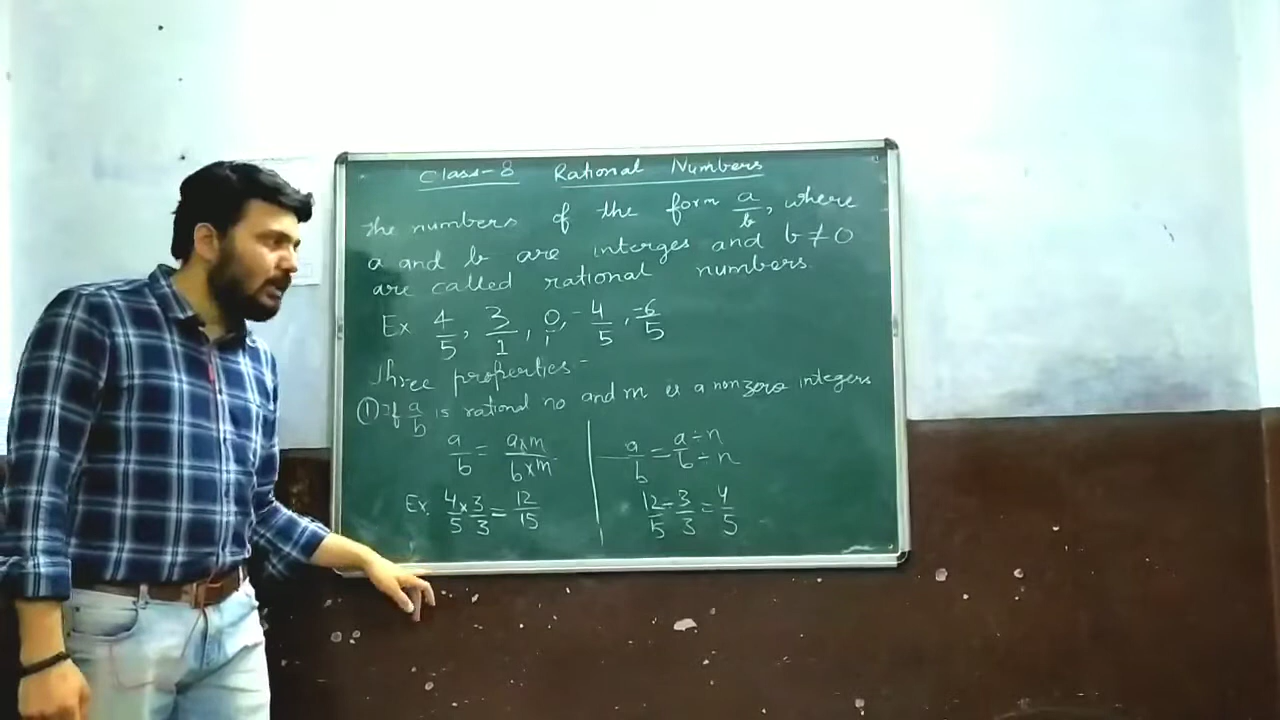 Class-8 Rational Numbers
the numbers of the form a/b, where
a and b are interges and b ≠ 0
are called rational numbers.
Ex 4/5, 3/1, 0/1, -4/5, -6/5
Three properties -
① If a/b is rational no and m is a non zero integers
a/b = a×m/b×m | a/b = a÷n/b÷n
Ex. 4/5 × 3/3 = 12/15 | 12/5 ÷ 3/3 = 4/5